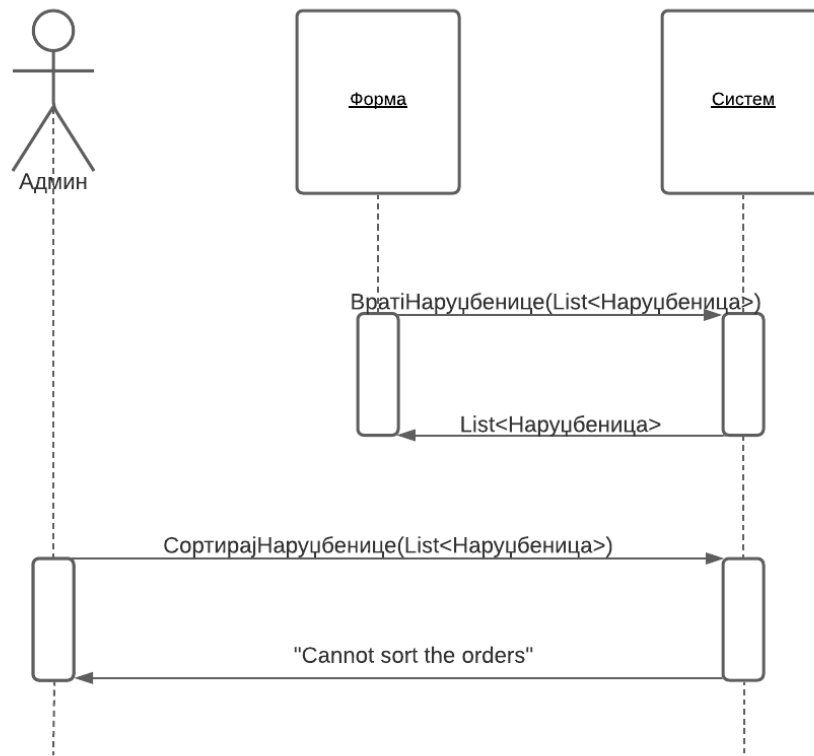 Админ
Форма
Систем
ВратiНаруџбенице(List<Наруџбеница>)
List<Наруџбеница>
СортирајНаруџбенице(List<Наруџбеница>)
"Cannot sort the orders"